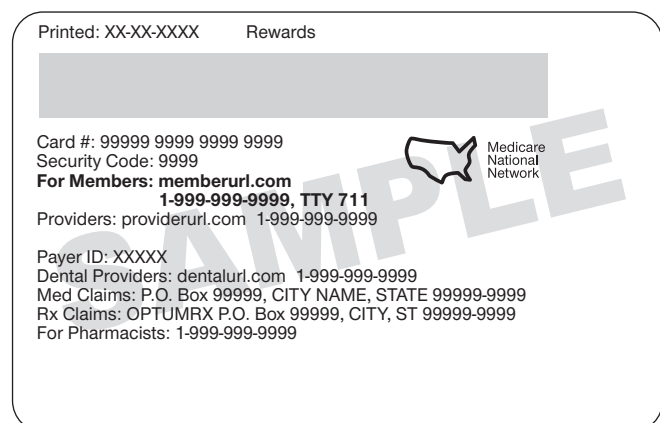 Printed: XX-XX-XXXX Rewards
Card #: 99999 9999 9999 9999
Security Code: 9999
Medicare
National
Network
For Members: memberurl.com
1-999-999-9999, TTY 711
Providers: providerurl.com 1-999-999-9999
Payer ID: XXXXX
Dental Providers: dentalurl.com 1-999-999-9999
Med Claims: P.O. Box 99999, CITY NAME, STATE 99999-9999
Rx Claims: OPTUMRX P.O. Box 99999, CITY, ST 99999-9999
For Pharmacists: 1-999-999-9999
SAMPLE